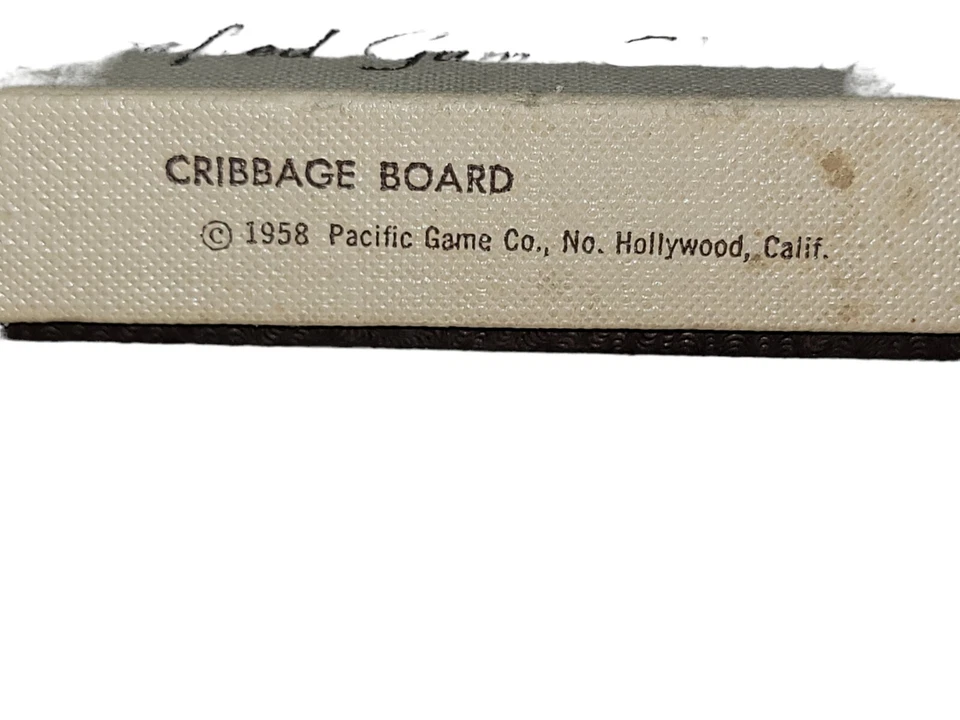 CRIBBAGE BOARD
© 1958 Pacific Game Co., No. Hollywood, Calif.